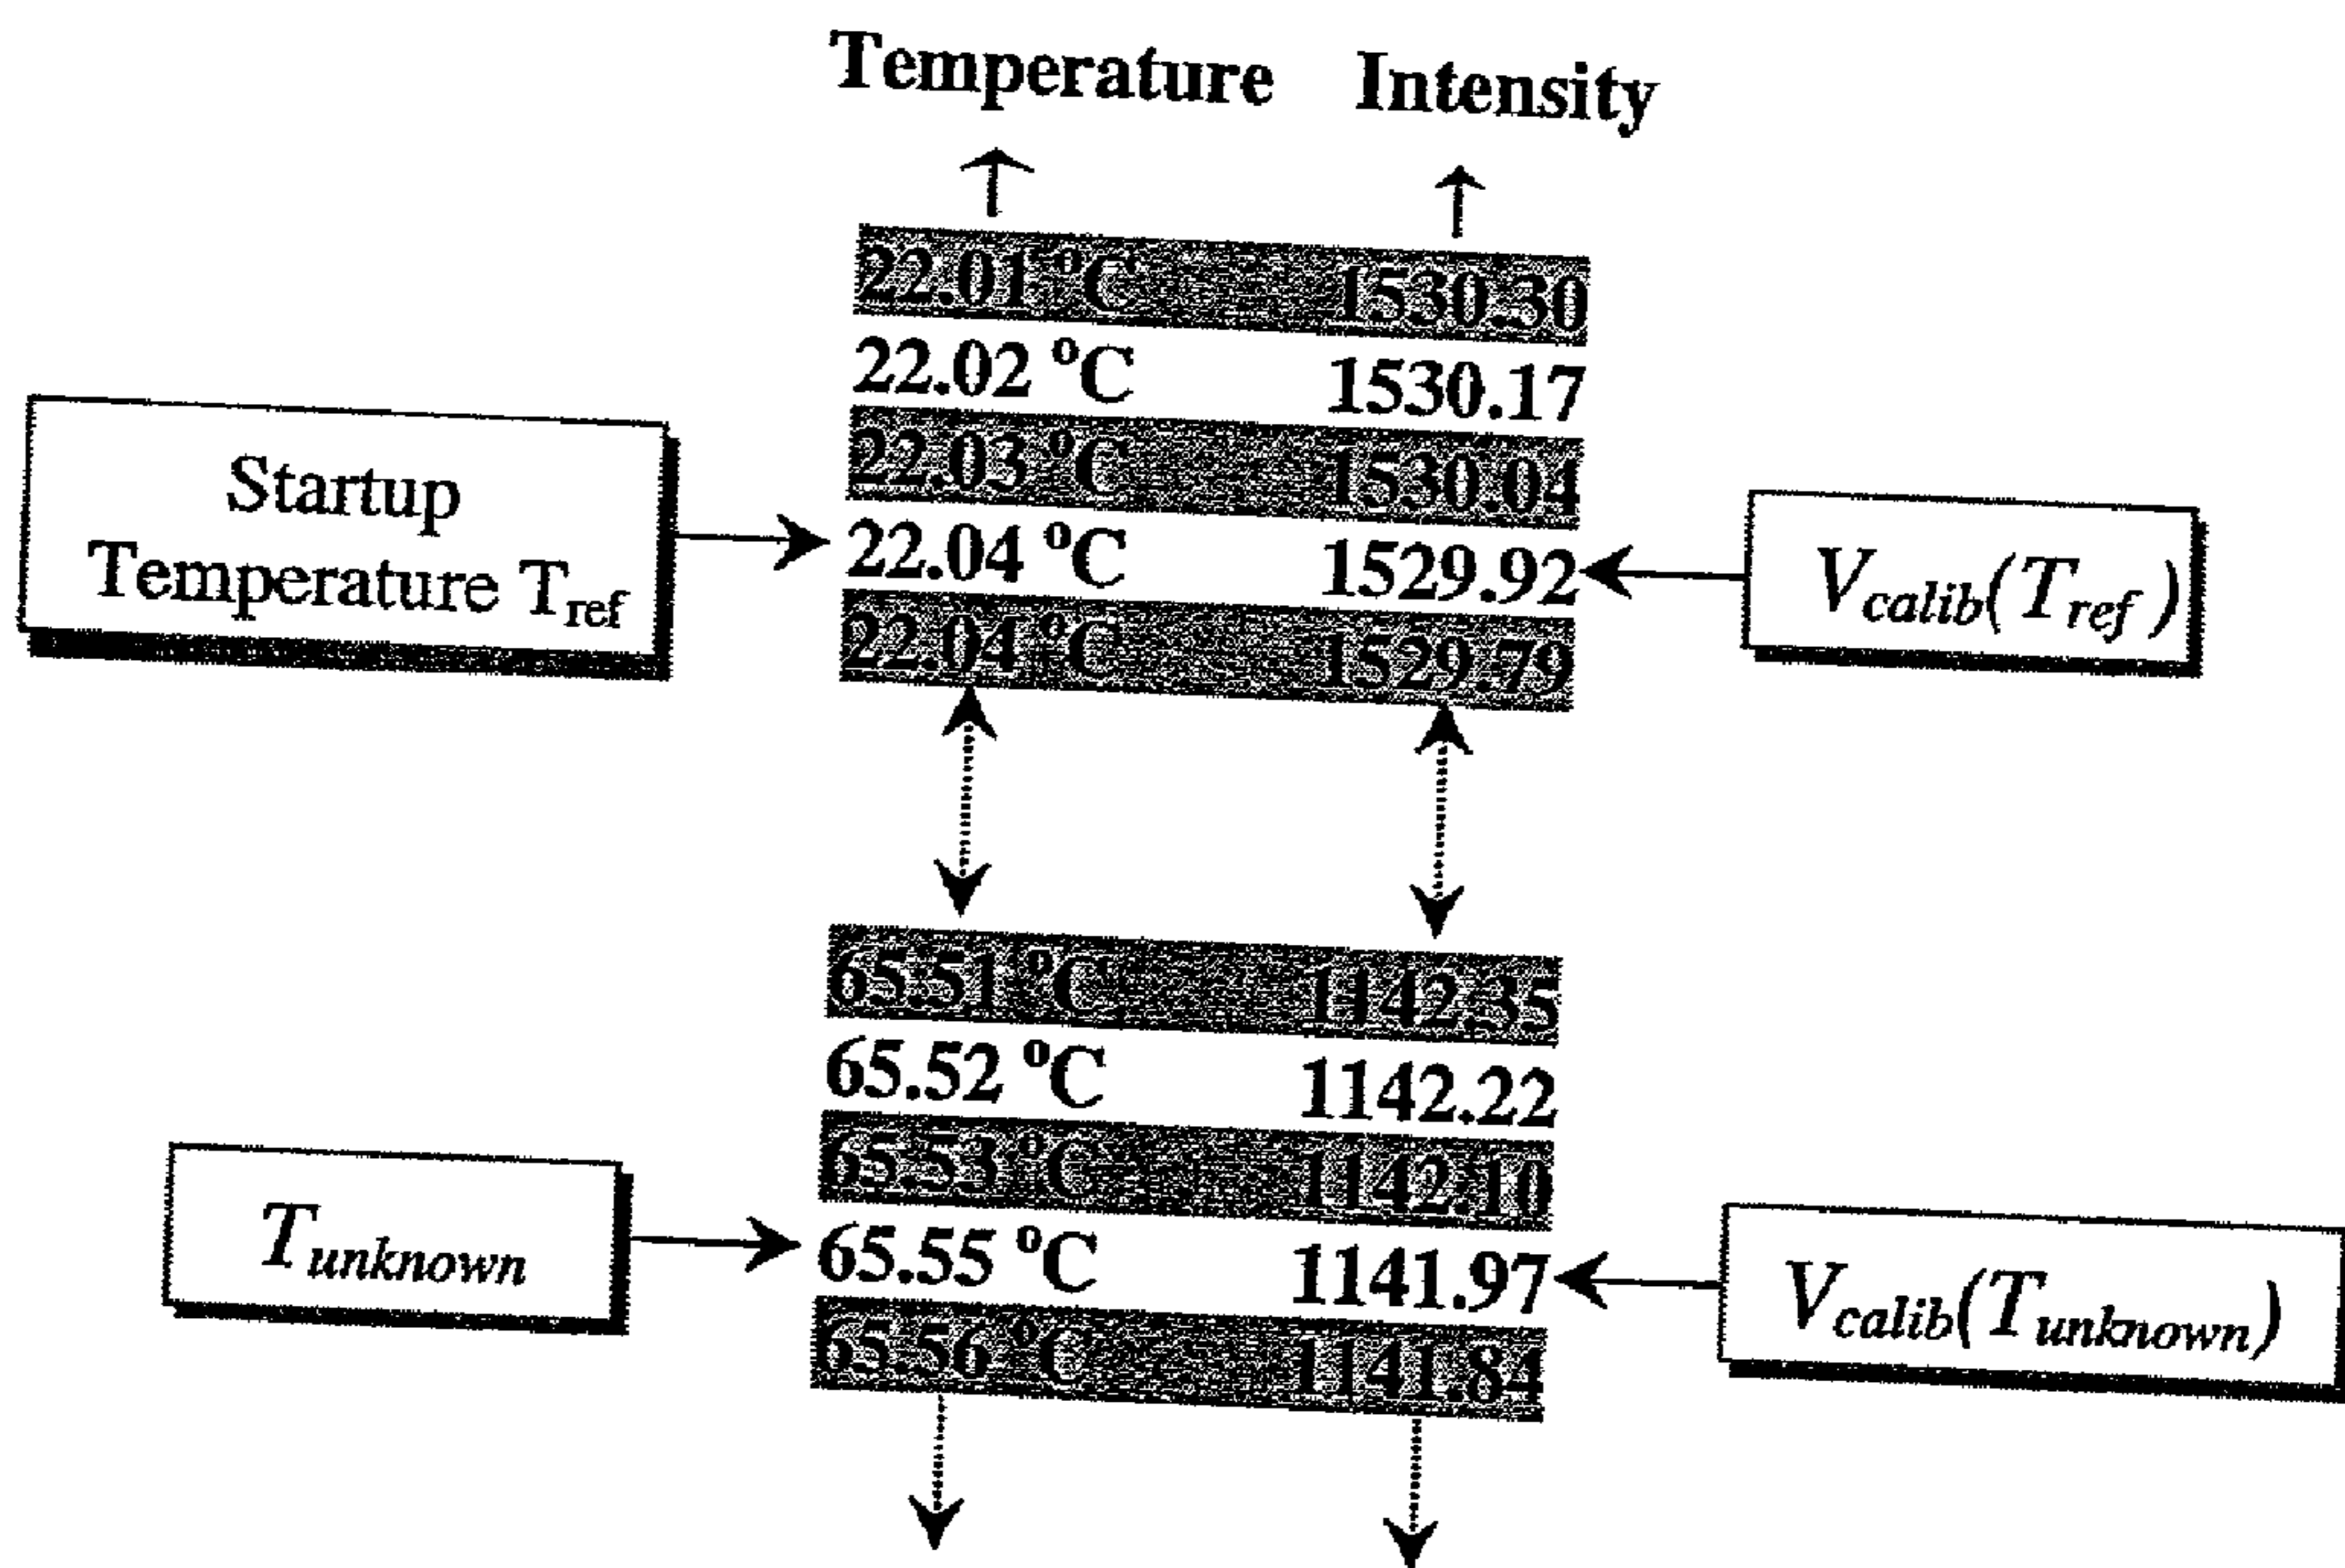 Temperature Intensity
22.01 °C 1530.30
22.02 °C 1530.17
22.03 °C 1530.04
Startup
Temperature T_ref
22.04 °C 1529.92
V_calib(T_ref)
22.04 °C 1529.79
65.51 °C 1142.35
65.52 °C 1142.22
65.53 °C 1142.10
T_unknown
65.55 °C 1141.97
V_calib(T_unknown)
65.56 °C 1141.84